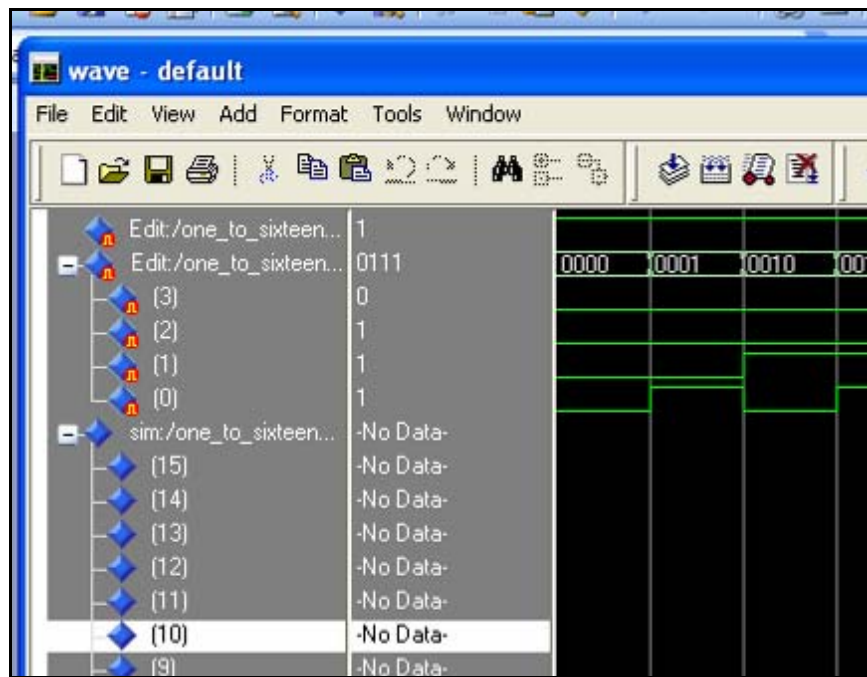 wave - default
File Edit View Add Format Tools Window
Edit:/one_to_sixteen... 1
Edit:/one_to_sixteen... 0111 0000 0001 0010 00
(3) 0
(2) 1
(1) 1
(0) 1
sim:/one_to_sixteen... -No Data-
(15) -No Data-
(14) -No Data-
(13) -No Data-
(12) -No Data-
(11) -No Data-
(10) -No Data-
(9) -No Data-